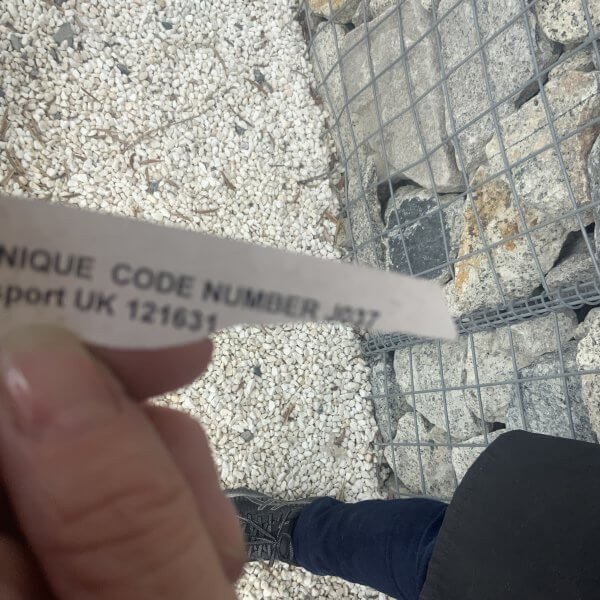 NIQUE CODE NUMBER J037
sport UK 121631